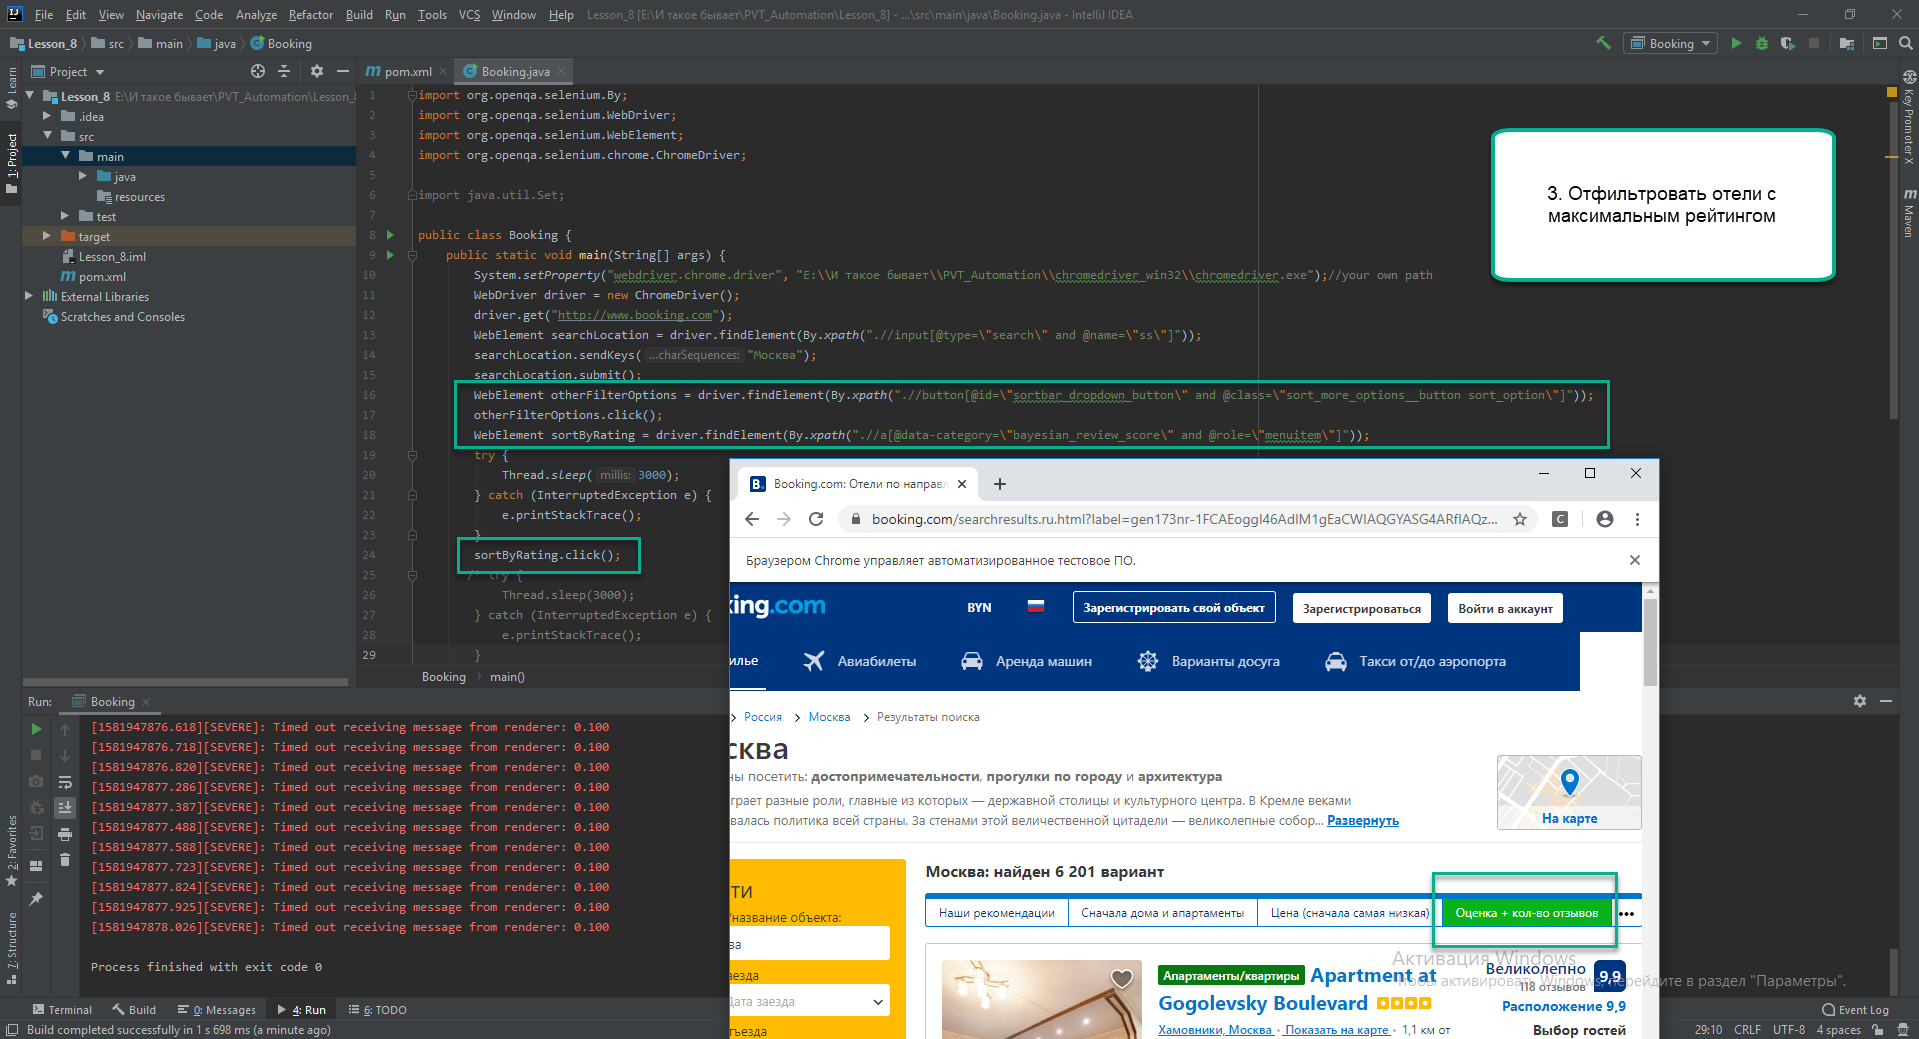 File Edit View Navigate Code Analyze Refactor Build Run Tools VCS Window Help Lesson_8 [E:\И такое бывает\PVT_Automation\Lesson_8] - ...\src\main\java\Booking.java - IntelliJ IDEA
Lesson_8 src main java Booking
Booking
Project
pom.xml
Booking.java
Learn
1: Project
2: Favorites
7: Structure
Key Promoter X
Maven
Lesson_8 E:\И такое бывает\PVT_Automation\Lesson_8
.idea
src
main
java
resources
test
target
Lesson_8.iml
pom.xml
External Libraries
Scratches and Consoles
1 import org.openqa.selenium.By;
2 import org.openqa.selenium.WebDriver;
3 import org.openqa.selenium.WebElement;
4 import org.openqa.selenium.chrome.ChromeDriver;
5
6 import java.util.Set;
7
8 public class Booking {
9 public static void main(String[] args) {
10 System.setProperty("webdriver.chrome.driver", "E:\\И такое бывает\\PVT_Automation\\chromedriver_win32\\chromedriver.exe");//your own path
11 WebDriver driver = new ChromeDriver();
12 driver.get("http://www.booking.com");
13 WebElement searchLocation = driver.findElement(By.xpath(".//input[@type=\"search\" and @name=\"ss\"]"));
14 searchLocation.sendKeys( ...charSequences: "Москва");
15 searchLocation.submit();
16 WebElement otherFilterOptions = driver.findElement(By.xpath(".//button[@id=\"sortbar_dropdown_button\" and @class=\"sort_more_options__button sort_option\"]"));
17 otherFilterOptions.click();
18 WebElement sortByRating = driver.findElement(By.xpath(".//a[@data-category=\"bayesian_review_score\" and @role=\"menuitem\"]"));
19 try {
20 Thread.sleep( millis: 3000);
21 } catch (InterruptedException e) {
22 e.printStackTrace();
23 }
24 sortByRating.click();
25 /* try {
26 Thread.sleep(3000);
27 } catch (InterruptedException e) {
28 e.printStackTrace();
29 }
Booking main()
3. Отфильтровать отели с
максимальным рейтингом
Run: Booking
[1581947876.618][SEVERE]: Timed out receiving message from renderer: 0.100
[1581947876.718][SEVERE]: Timed out receiving message from renderer: 0.100
[1581947876.820][SEVERE]: Timed out receiving message from renderer: 0.100
[1581947877.286][SEVERE]: Timed out receiving message from renderer: 0.100
[1581947877.387][SEVERE]: Timed out receiving message from renderer: 0.100
[1581947877.488][SEVERE]: Timed out receiving message from renderer: 0.100
[1581947877.588][SEVERE]: Timed out receiving message from renderer: 0.100
[1581947877.723][SEVERE]: Timed out receiving message from renderer: 0.100
[1581947877.824][SEVERE]: Timed out receiving message from renderer: 0.100
[1581947877.925][SEVERE]: Timed out receiving message from renderer: 0.100
[1581947878.026][SEVERE]: Timed out receiving message from renderer: 0.100
Process finished with exit code 0
Booking.com: Отели по направл
booking.com/searchresults.ru.html?label=gen173nr-1FCAEoggI46AdIM1gEaCWIAQGYASG4ARfIAQz...
Браузером Chrome управляет автоматизированное тестовое ПО.
king.com BYN Зарегистрировать свой объект Зарегистрироваться Войти в аккаунт
илье Авиабилеты Аренда машин Варианты досуга Такси от/до аэропорта
Россия Москва Результаты поиска
сква
ны посетить: достопримечательности, прогулки по городу и архитектура
грает разные роли, главные из которых — державной столицы и культурного центра. В Кремле веками
валась политика всей страны. За стенами этой величественной цитадели — великолепные собор... Развернуть
На карте
Москва: найден 6 201 вариант
Наши рекомендации Сначала дома и апартаменты Цена (сначала самая низкая) Оценка + кол-во отзывов •••
ти
/название объекта:
ва
аезда
Дата заезда
ъезда
Апартаменты/квартиры Apartment at
Gogolevsky Boulevard
Хамовники, Москва • Показать на карте • 1,1 км от
Великолепно 9,9
118 отзывов
Расположение 9,9
Выбор гостей
Активация Windows
Чтобы активировать Windows, перейдите в раздел "Параметры".
Terminal Build 0: Messages 4: Run 6: TODO Event Log
Build completed successfully in 1 s 698 ms (a minute ago) 29:10 CRLF UTF-8 4 spaces